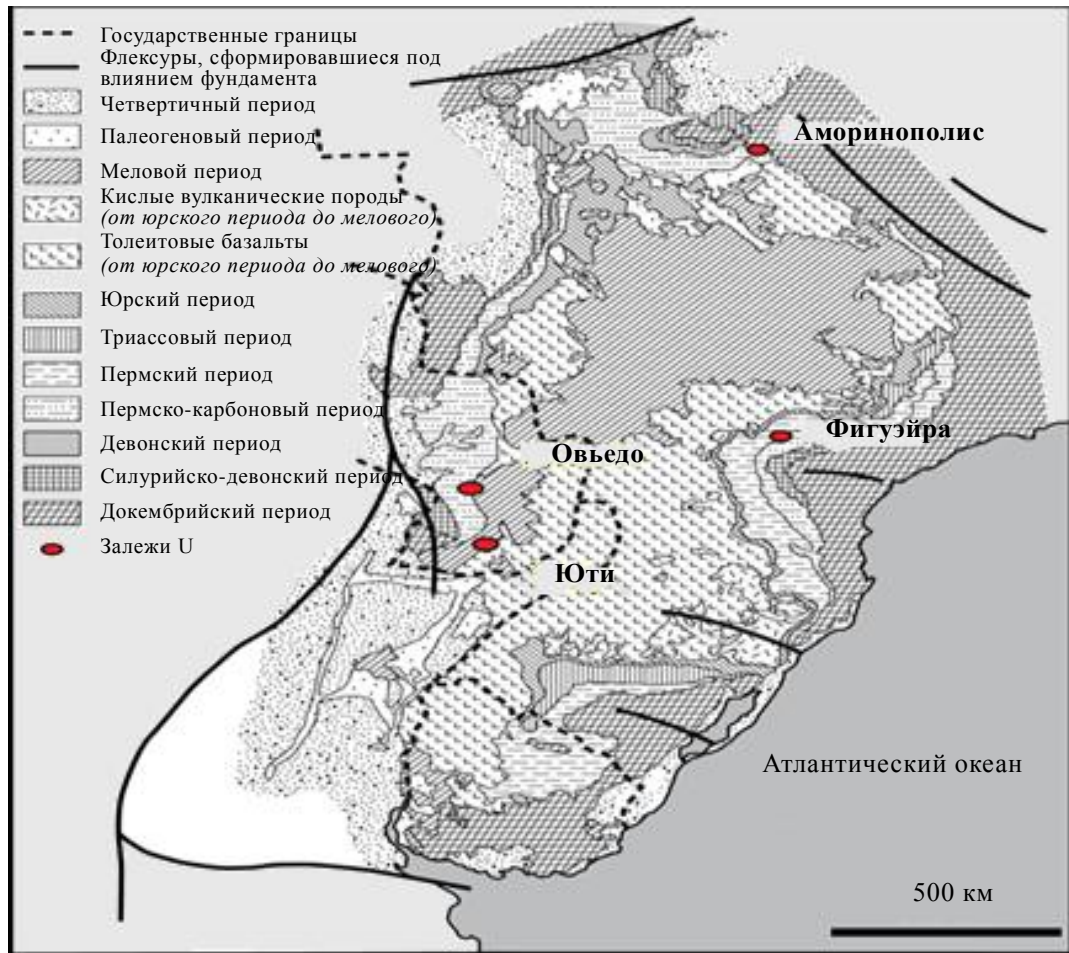 Государственные границы
Флексуры, сформировавшиеся под
влиянием фундамента
Четвертичный период
Палеогеновый период
Меловой период
Кислые вулканические породы
(от юрского периода до мелового)
Толеитовые базальты
(от юрского периода до мелового)
Юрский период
Триассовый период
Пермский период
Пермско-карбоновый период
Девонский период
Силурийско-девонский период
Докембрийский период
Залежи U
Аморинополис
Фигуэйра
Овьедо
Юти
Атлантический океан
500 км